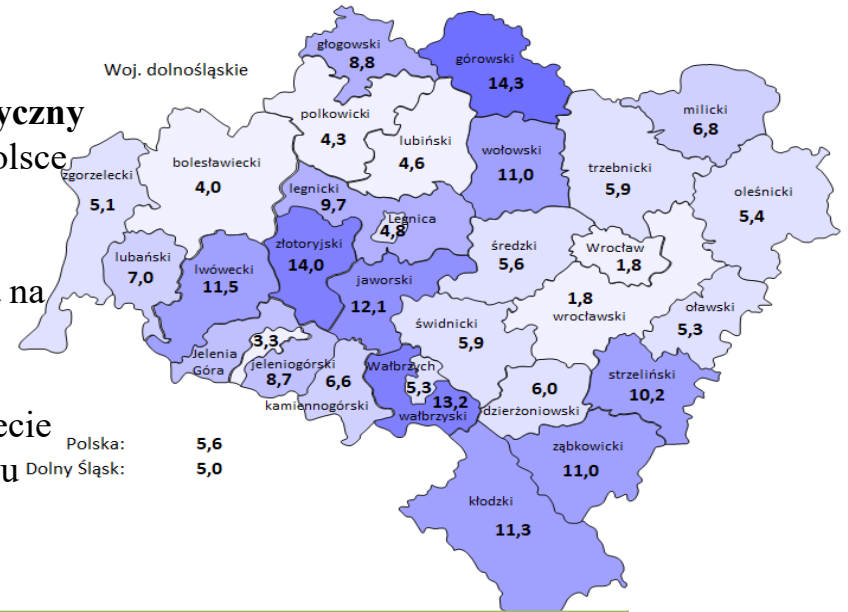 Woj. dolnośląskie
yczny
olsce
na
ecie
u
Polska: 5,6
Dolny Śląsk: 5,0
głogowski
8,8
górowski
14,3
polkowicki
4,3
lubiński
4,6
milicki
6,8
wołowski
11,0
trzebnicki
5,9
oleśnicki
5,4
zgorzelecki
5,1
bolesławiecki
4,0
legnicki
9,7
Legnica
4,8
lubański
7,0
lwówecki
11,5
złotoryjski
14,0
jaworski
12,1
średzki
5,6
Wrocław
1,8
1,8
wrocławski
oławski
5,3
świdnicki
5,9
Jelenia
Góra
3,3
jeleniogórski
8,7
6,6
kamiennogórski
Wałbrzych
5,3
13,2
wałbrzyski
6,0
dzierżoniowski
strzeliński
10,2
ząbkowicki
11,0
kłodzki
11,3